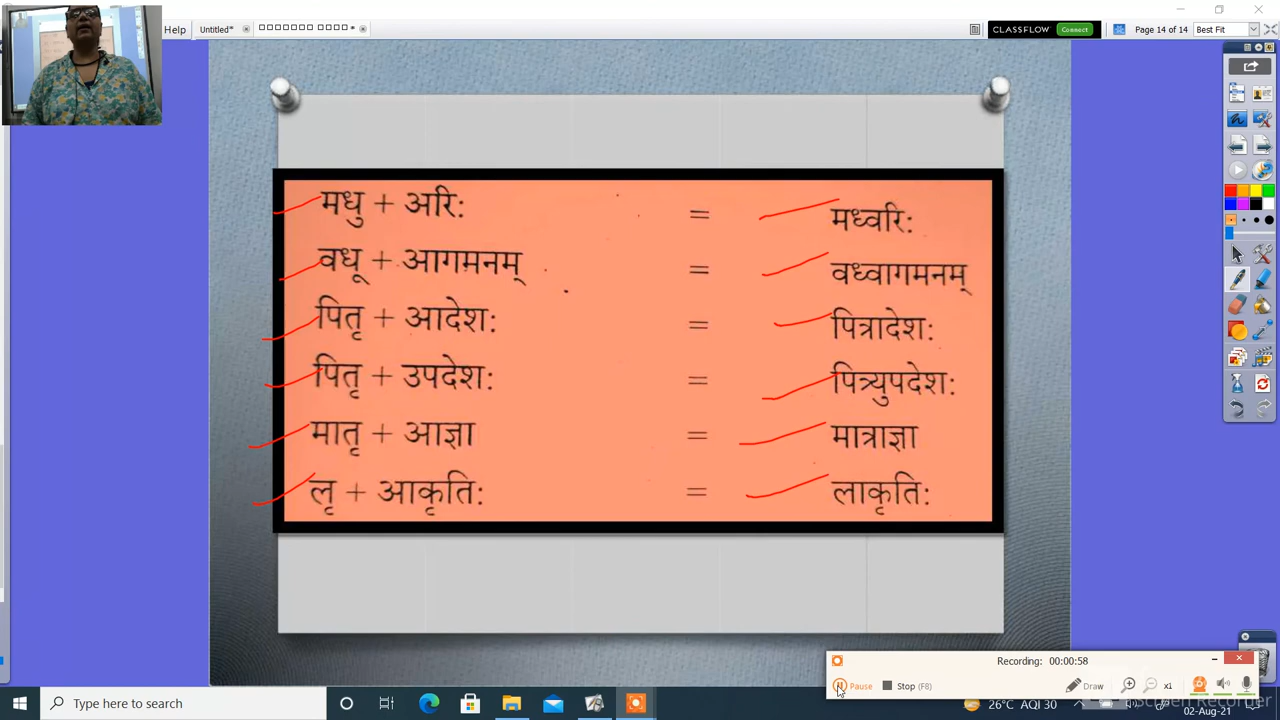 Help Untitled* CLASSFLOW Connect Page 14 of 14 Best Fit
मधु + अरि: = मध्वरि:
वधू + आगमनम् = वध्वागमनम्
पितृ + आदेश: = पित्रादेश:
पितृ + उपदेश: = पित्र्युपदेश:
मातृ + आज्ञा = मात्राज्ञा
लृ + आकृति: = लाकृति:
Recording: 00:00:58
Pause Stop (F8) Draw x1
Type here to search
26°C AQI 30
02-Aug-21